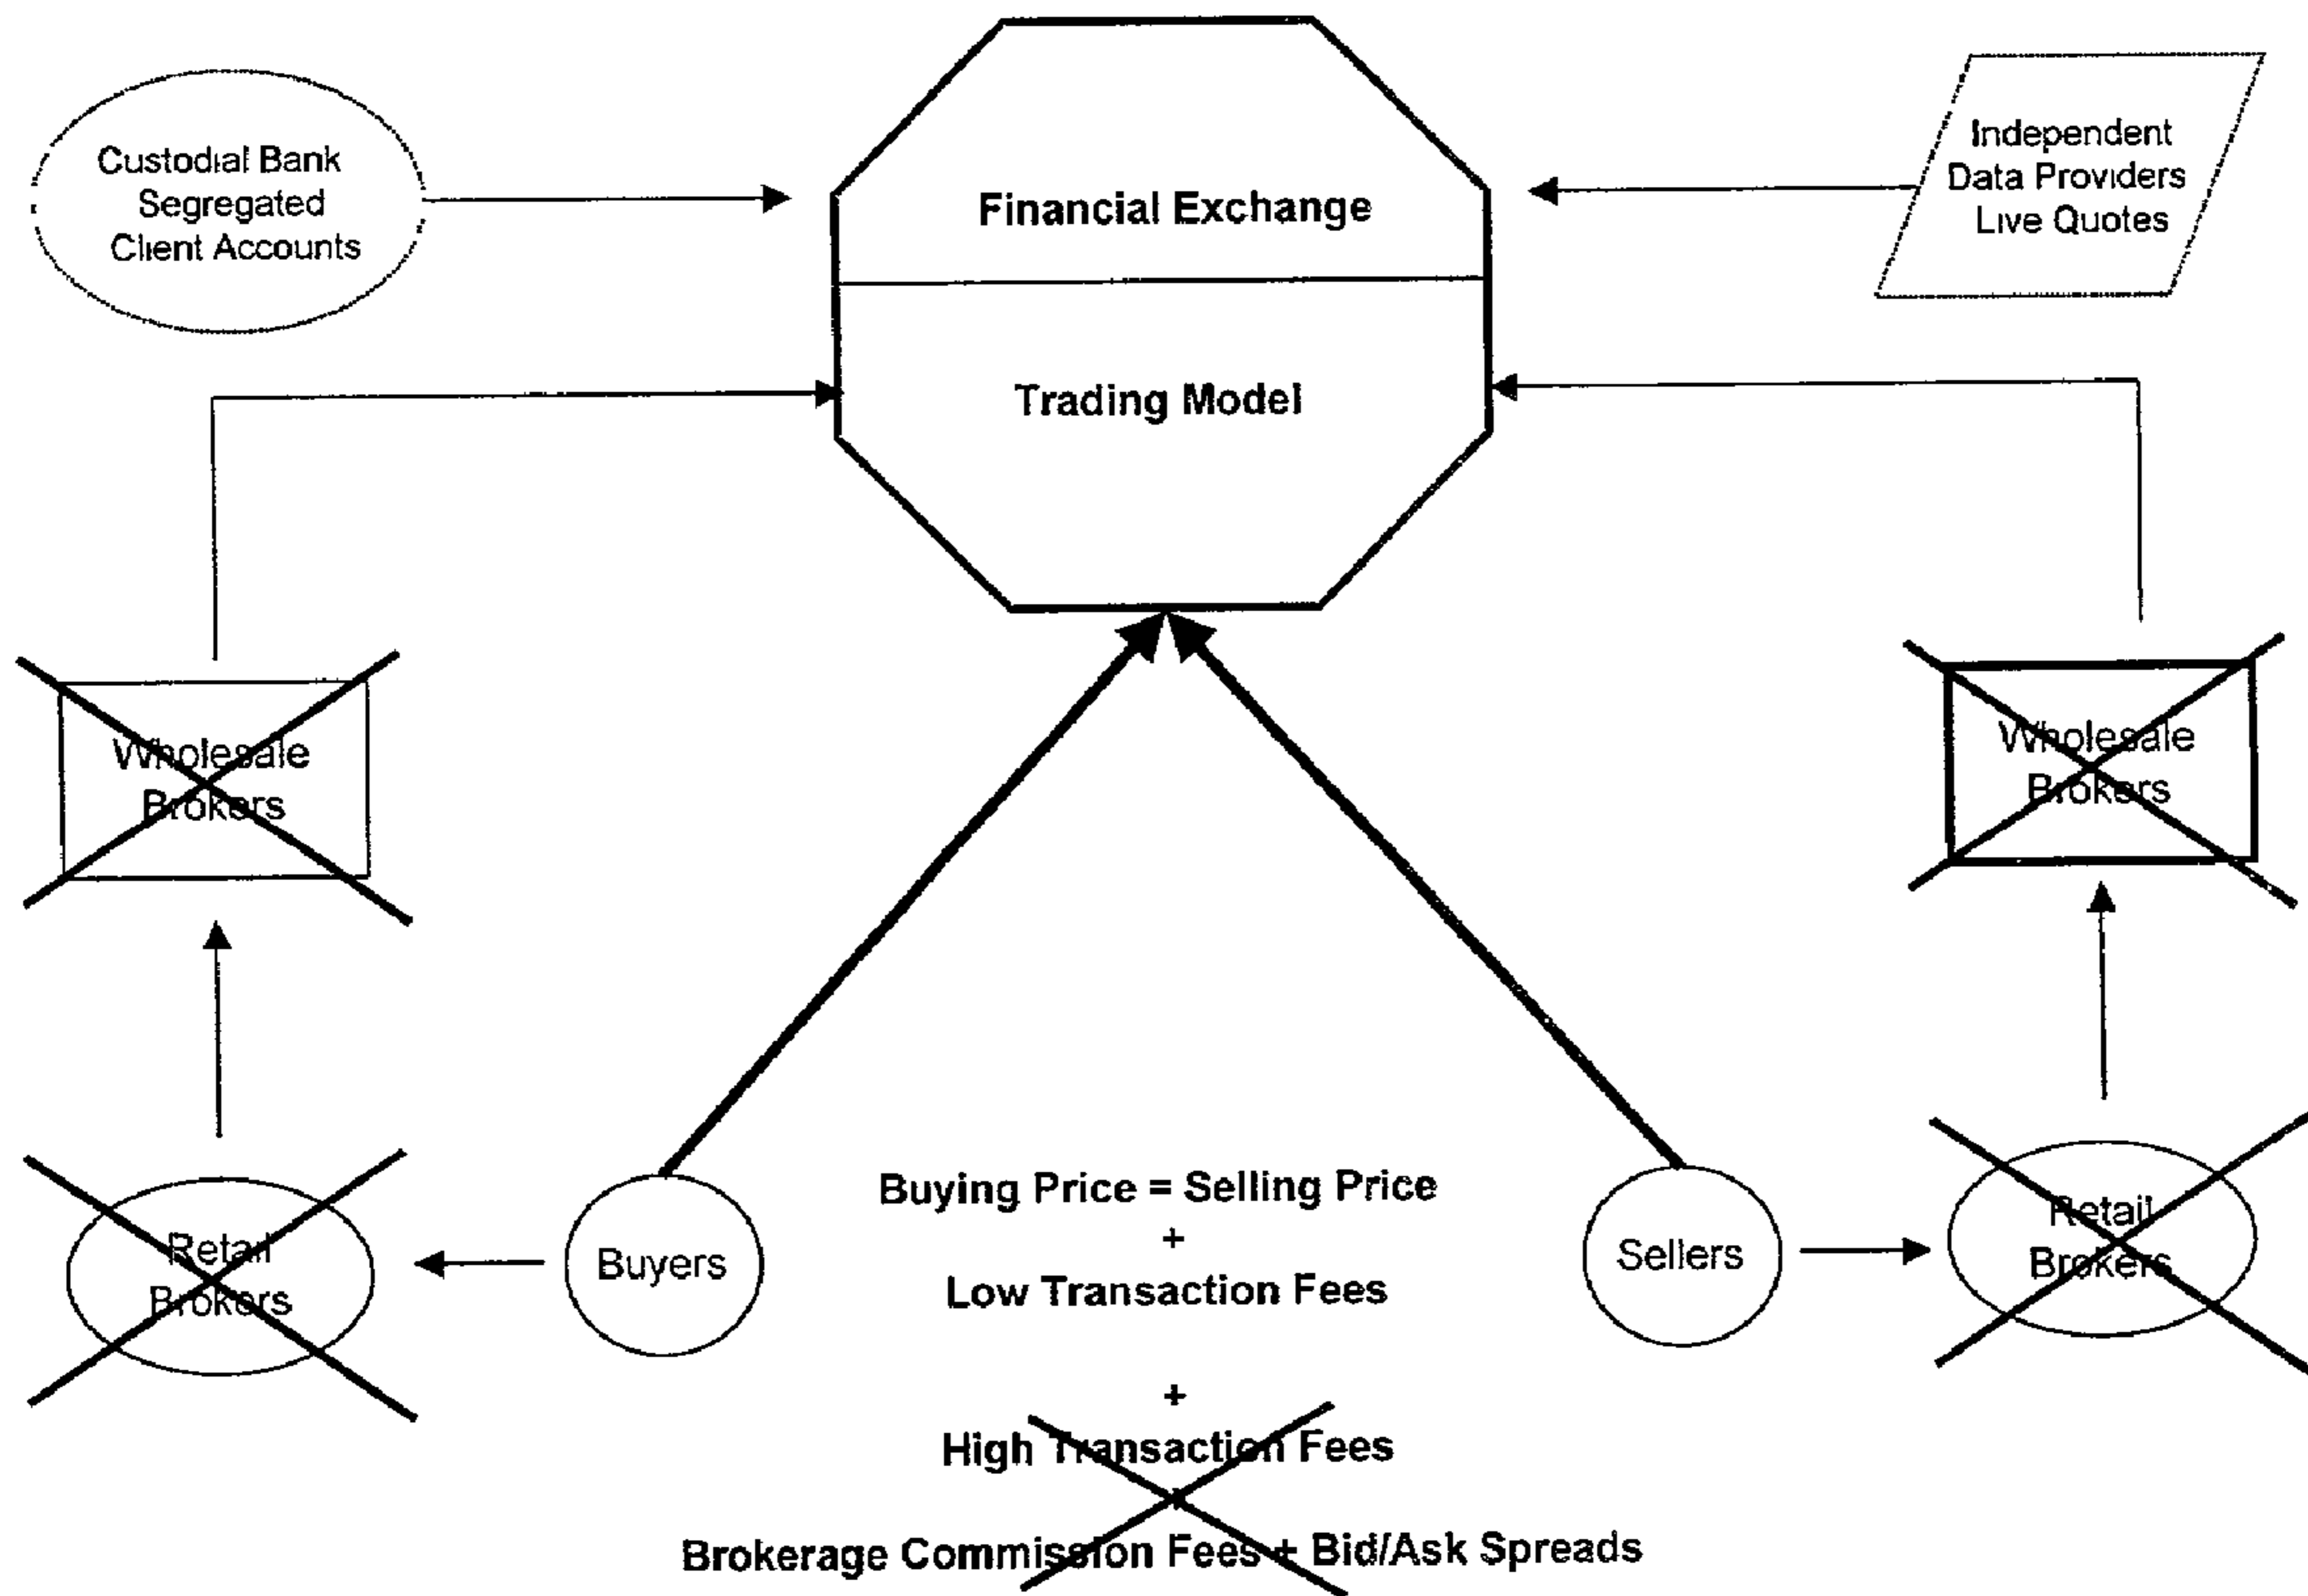 Custodial Bank
Segregated
Client Accounts
Financial Exchange
Independent
Data Providers
Live Quotes
Trading Model
Wholesale
Brokers
Wholesale
Brokers
Retail
Brokers
Buyers
Buying Price = Selling Price
+
Low Transaction Fees
Sellers
Retail
Brokers
+
High Transaction Fees
+
Brokerage Commission Fees + Bid/Ask Spreads